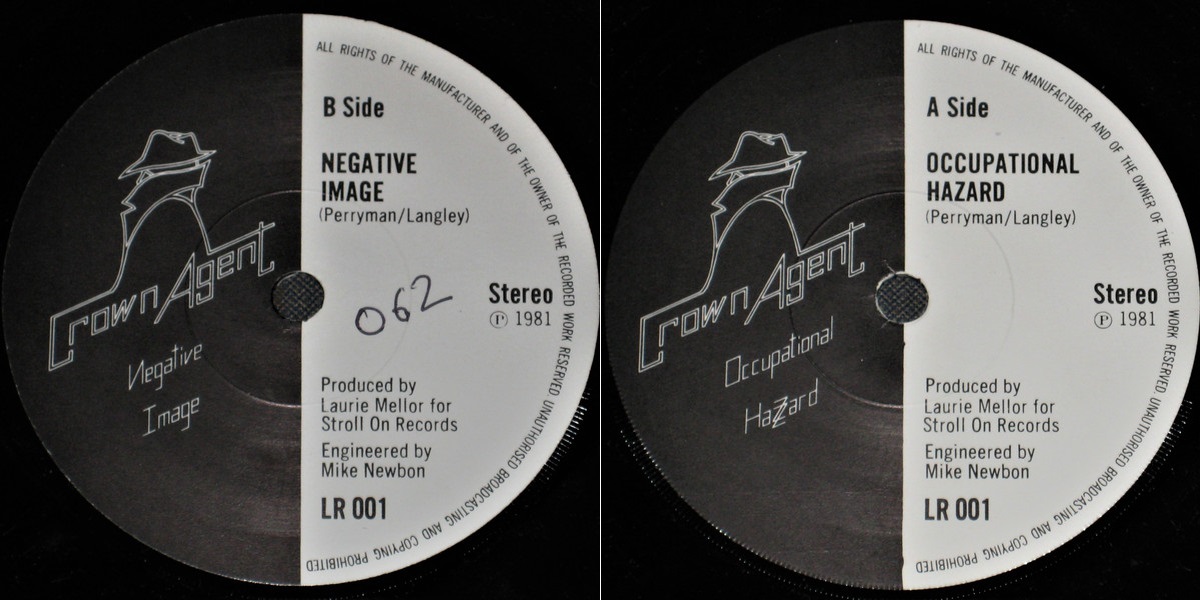 Crown Agent
Negative
Image
ALL RIGHTS OF THE MANUFACTURER AND OF THE OWNER OF THE RECORDED WORK RESERVED UNAUTHORISED BROADCASTING AND COPYING PROHIBITED
B Side
NEGATIVE
IMAGE
(Perryman/Langley)
062
Stereo
Ⓟ 1981
Produced by
Laurie Mellor for
Stroll On Records
Engineered by
Mike Newbon
LR 001
Crown Agent
Occupational
Hazard
ALL RIGHTS OF THE MANUFACTURER AND OF THE OWNER OF THE RECORDED WORK RESERVED UNAUTHORISED BROADCASTING AND COPYING PROHIBITED
A Side
OCCUPATIONAL
HAZARD
(Perryman/Langley)
Stereo
Ⓟ 1981
Produced by
Laurie Mellor for
Stroll On Records
Engineered by
Mike Newbon
LR 001